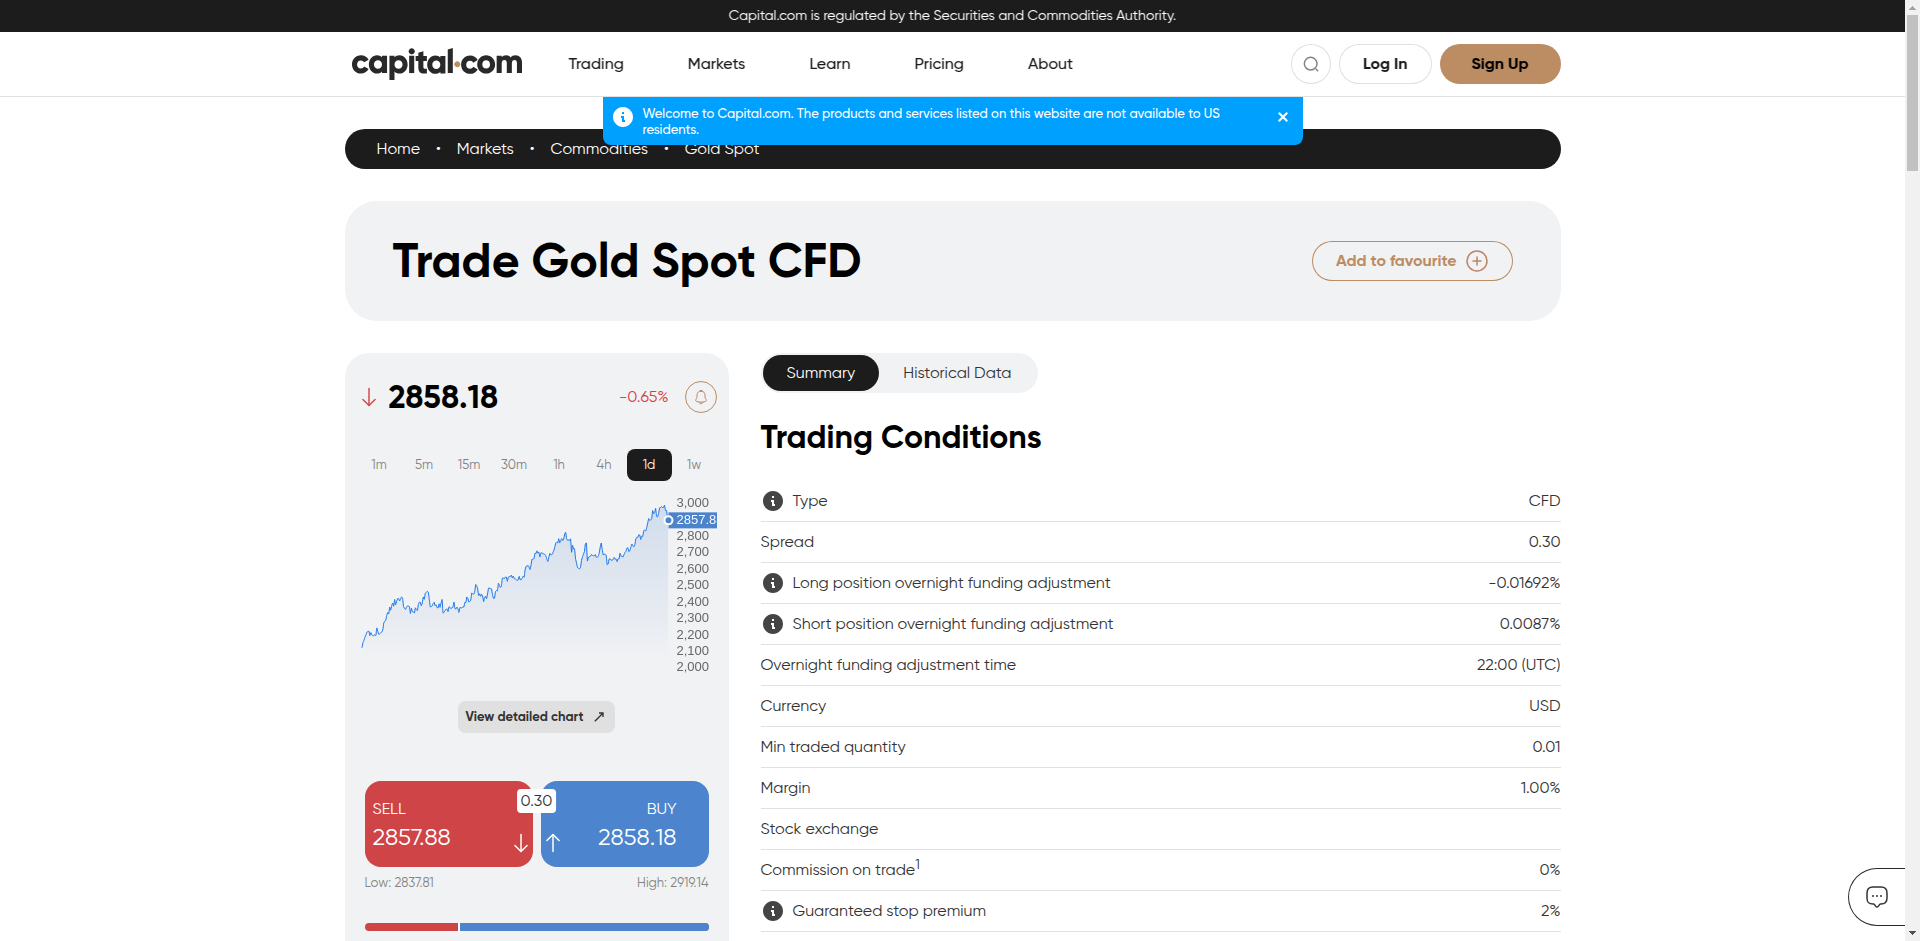 Capital.com is regulated by the Securities and Commodities Authority.
capital.com
Trading
Markets
Learn
Pricing
About
Log In
Sign Up
Welcome to Capital.com. The products and services listed on this website are not available to US
residents.
Home • Markets • Commodities • Gold Spot
Trade Gold Spot CFD
Add to favourite
2858.18
-0.65%
1m 5m 15m 30m 1h 4h 1d 1w
3,000
2857.8
2,800
2,700
2,600
2,500
2,400
2,300
2,200
2,100
2,000
View detailed chart
SELL
2857.88
0.30
BUY
2858.18
Low: 2837.81
High: 2919.14
Summary
Historical Data
Trading Conditions
Type CFD
Spread 0.30
Long position overnight funding adjustment -0.01692%
Short position overnight funding adjustment 0.0087%
Overnight funding adjustment time 22:00 (UTC)
Currency USD
Min traded quantity 0.01
Margin 1.00%
Stock exchange
Commission on trade1 0%
Guaranteed stop premium 2%